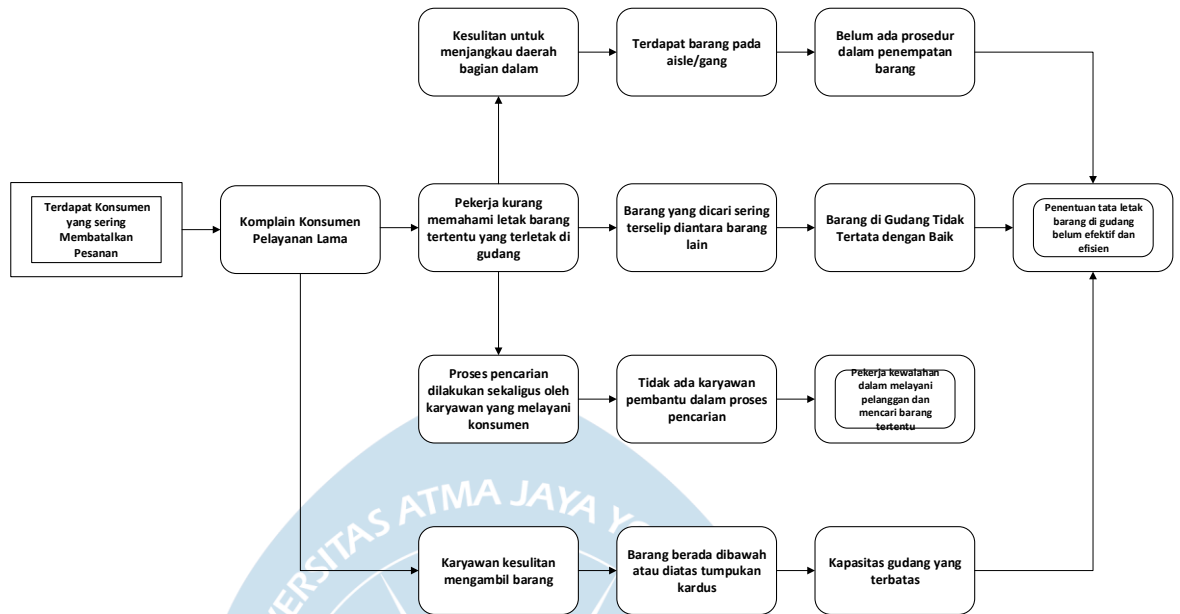 Kesulitan untuk
menjangkau daerah
bagian dalam
Terdapat barang pada
aisle/gang
Belum ada prosedur
dalam penempatan
barang
Terdapat Konsumen
yang sering
Membatalkan
Pesanan
Komplain Konsumen
Pelayanan Lama
Pekerja kurang
memahami letak barang
tertentu yang terletak di
gudang
Barang yang dicari sering
terselip diantara barang
lain
Barang di Gudang Tidak
Tertata dengan Baik
Penentuan tata letak
barang di gudang
belum efektif dan
efisien
Proses pencarian
dilakukan sekaligus oleh
karyawan yang melayani
konsumen
Tidak ada karyawan
pembantu dalam proses
pencarian
Pekerja kewalahan
dalam melayani
pelanggan dan
mencari barang
tertentu
Karyawan kesulitan
mengambil barang
Barang berada dibawah
atau diatas tumpukan
kardus
Kapasitas gudang yang
terbatas
VERSITAS ATMA JAYA YO